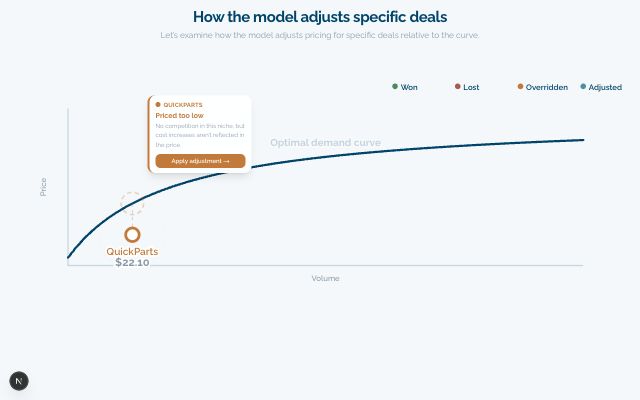 How the model adjusts specific deals
Let's examine how the model adjusts pricing for specific deals relative to the curve.
Won
Lost
Overridden
Adjusted
QUICKPARTS
Priced too low
No competition in this niche, but
cost increases aren't reflected in
the price.
Apply adjustment →
Optimal demand curve
Price
QuickParts
$22.10
Volume
N